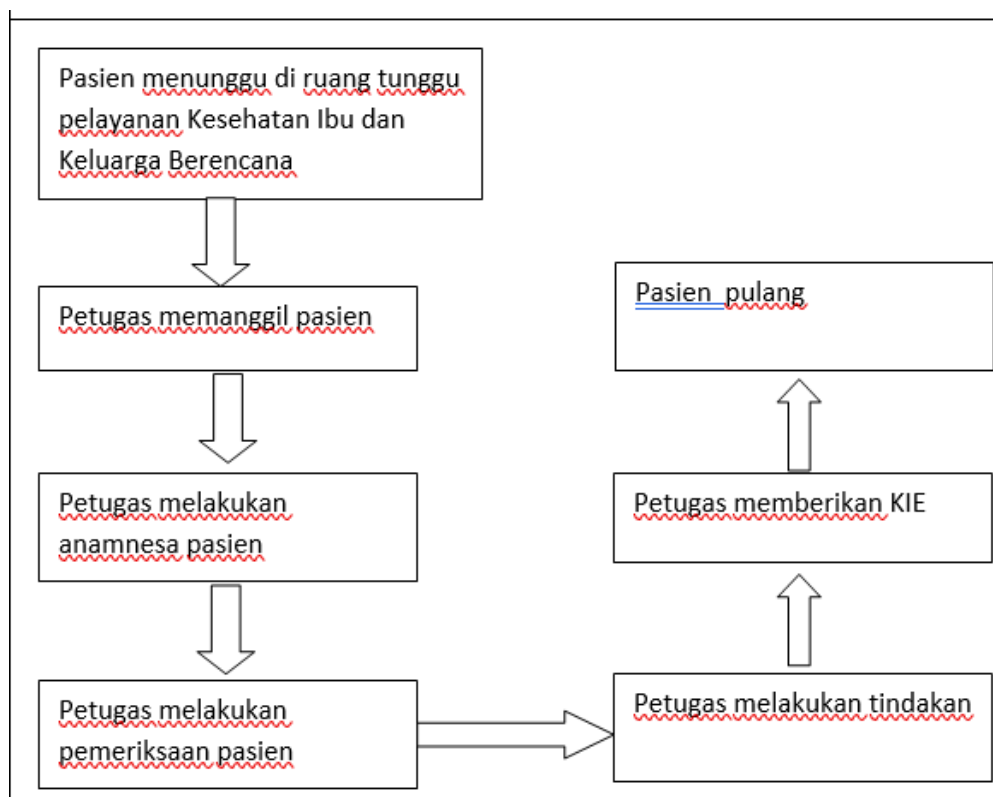 Pasien menunggu di ruang tunggu
pelayanan Kesehatan Ibu dan
Keluarga Berencana
Petugas memanggil pasien
Petugas melakukan
anamnesa pasien
Petugas melakukan
pemeriksaan pasien
Petugas melakukan tindakan
Petugas memberikan KIE
Pasien  pulang